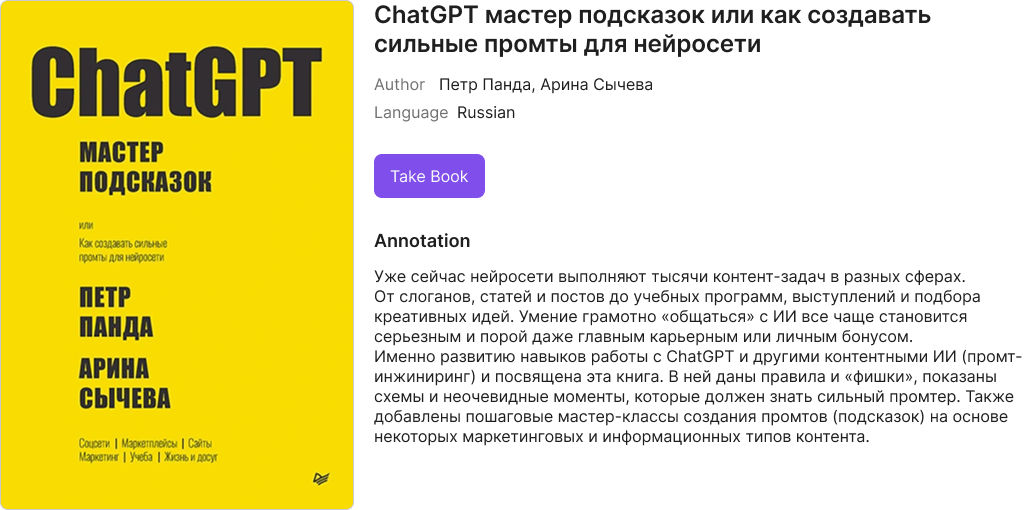 ChatGPT
МАСТЕР
ПОДСКАЗОК
или
Как создавать сильные
промты для нейросети
ПЕТР
ПАНДА
АРИНА
СЫЧЕВА
Соцсети | Маркетплейсы | Сайты
Маркетинг | Учеба | Жизнь и досуг
ChatGPT мастер подсказок или как создавать
сильные промты для нейросети
Author Петр Панда, Арина Сычева
Language Russian
Take Book
Annotation
Уже сейчас нейросети выполняют тысячи контент-задач в разных сферах.
От слоганов, статей и постов до учебных программ, выступлений и подбора
креативных идей. Умение грамотно «общаться» с ИИ все чаще становится
серьезным и порой даже главным карьерным или личным бонусом.
Именно развитию навыков работы с ChatGPT и другими контентными ИИ (промт-
инжиниринг) и посвящена эта книга. В ней даны правила и «фишки», показаны
схемы и неочевидные моменты, которые должен знать сильный промтер. Также
добавлены пошаговые мастер-классы создания промтов (подсказок) на основе
некоторых маркетинговых и информационных типов контента.